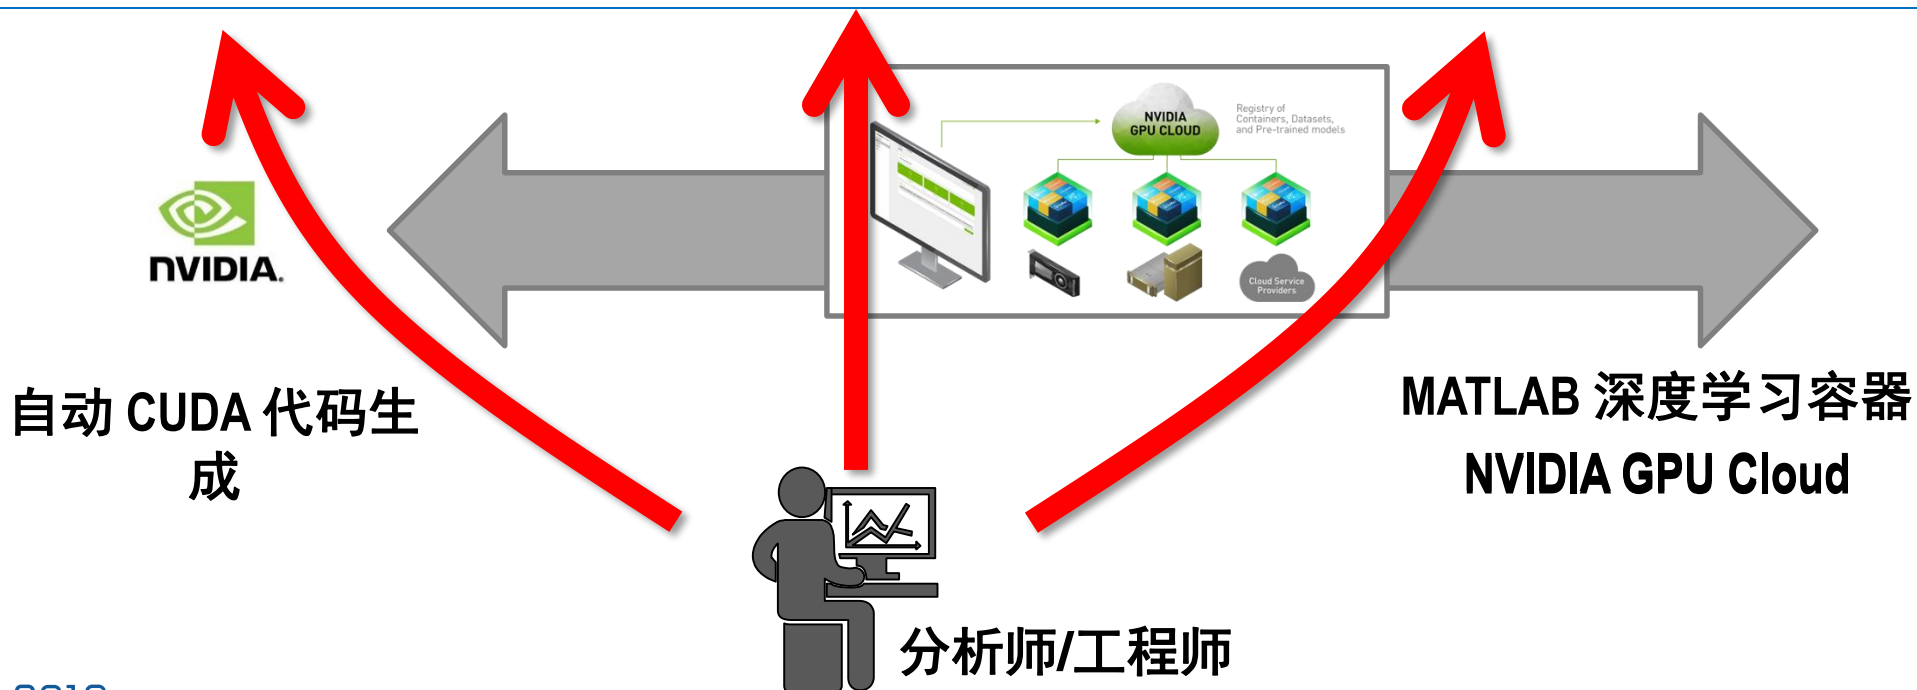 NVIDIA
GPU CLOUD
Registry of
Containers, Datasets,
and Pre-trained models
Cloud Service
Providers
NVIDIA.
自动 CUDA 代码生
成
MATLAB 深度学习容器
NVIDIA GPU Cloud
分析师/工程师